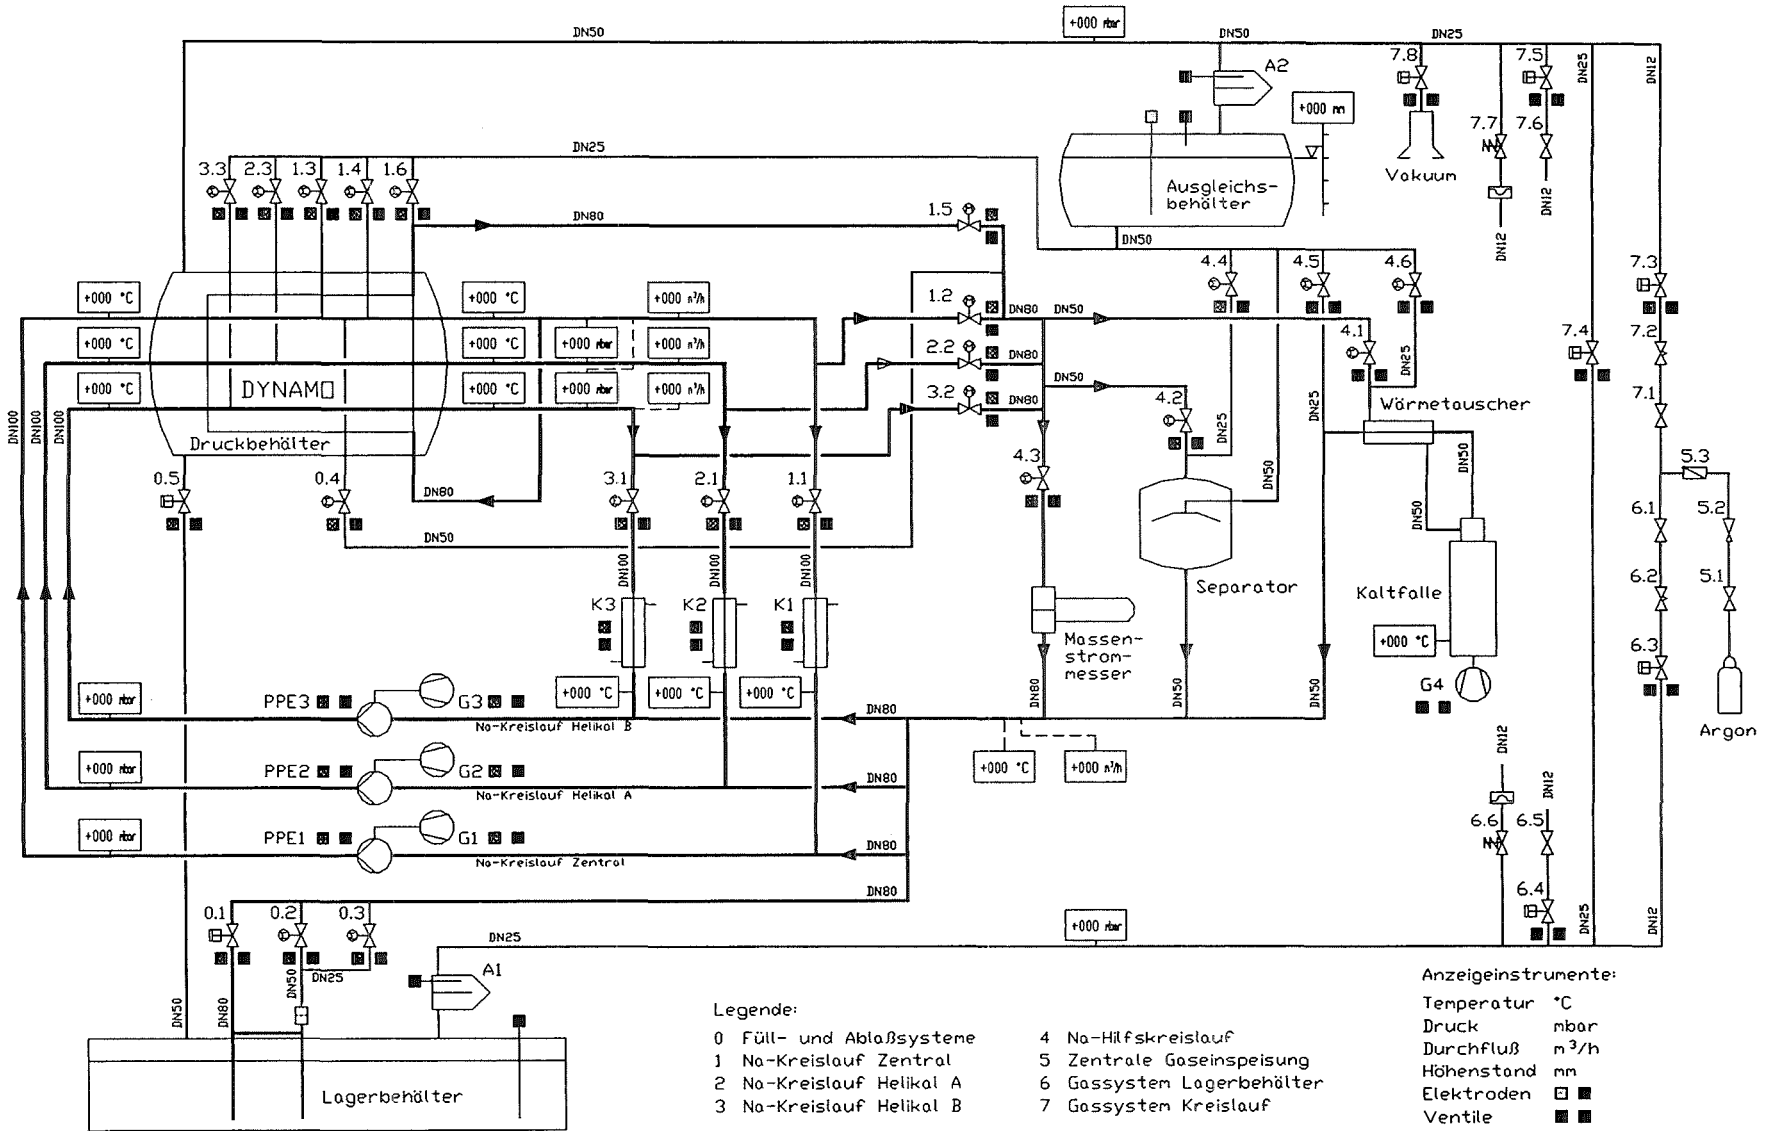 DN50
+000 mbar
DN50
DN25
A2
7.8
7.5
DN25
DN12
+000 mm
7.7
7.6
Vakuum
DN12
DN12
3.3
2.3
1.3
1.4
1.6
DN25
DN80
1.5
Ausgleichs-
behälter
DN50
4.4
4.5
4.6
7.3
+000 °C
+000 °C
+000 m³/h
1.2
DN80
DN50
4.1
7.4
7.2
+000 °C
+000 °C
+000 mbar
+000 m³/h
2.2
DN80
DN25
+000 °C
DYNAMO
+000 °C
+000 mbar
+000 m³/h
3.2
DN80
DN50
4.2
DN25
DN25
Wärmetauscher
7.1
DN100
DN100
DN100
Druckbehälter
0.5
0.4
DN80
3.1
2.1
1.1
4.3
DN50
DN50
DN50
5.3
DN50
6.1
5.2
DN100
DN100
DN100
K3
K2
K1
Separator
Kaltfalle
6.2
5.1
Massen-
strom-
messer
+000 °C
6.3
+000 mbar
PPE3
G3
+000 °C
+000 °C
+000 °C
DN80
DN50
DN50
G4
Na-Kreislauf Helikal B
DN80
Argon
+000 mbar
PPE2
G2
Na-Kreislauf Helikal A
DN80
+000 °C
+000 m³/h
DN12
DN12
+000 mbar
PPE1
G1
Na-Kreislauf Zentral
DN80
6.6
6.5
DN80
6.4
0.1
0.2
0.3
DN25
+000 mbar
DN25
DN12
DN50
DN25
A1
DN50
DN80
Lagerbehälter
Legende:
0 Füll- und Ablaßsysteme
1 Na-Kreislauf Zentral
2 Na-Kreislauf Helikal A
3 Na-Kreislauf Helikal B
4 Na-Hilfskreislauf
5 Zentrale Gaseinspeisung
6 Gassystem Lagerbehälter
7 Gassystem Kreislauf
Anzeigeinstrumente:
Temperatur °C
Druck mbar
Durchfluß m³/h
Höhenstand mm
Elektroden
Ventile